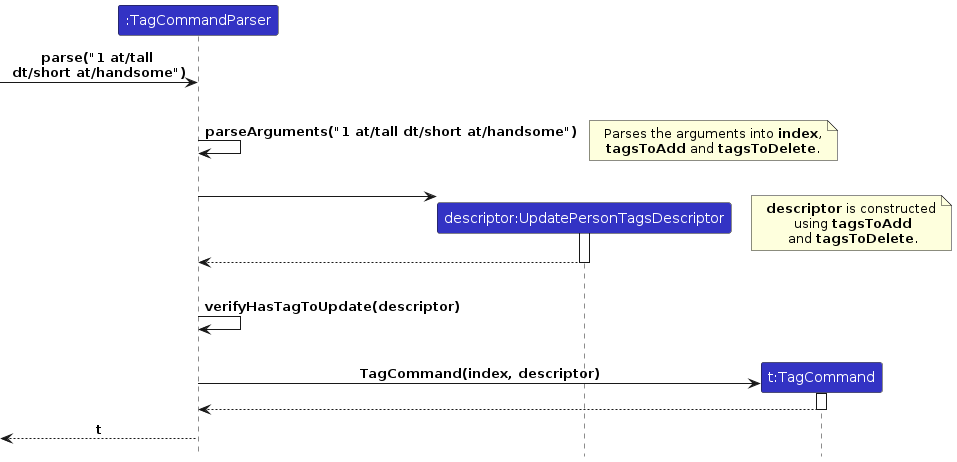 :TagCommandParser
parse("1 at/tall
dt/short at/handsome")
parseArguments("1 at/tall dt/short at/handsome")
Parses the arguments into index,
tagsToAdd and tagsToDelete.
descriptor:UpdatePersonTagsDescriptor
descriptor is constructed
using tagsToAdd
and tagsToDelete.
verifyHasTagToUpdate(descriptor)
TagCommand(index, descriptor)
t:TagCommand
t